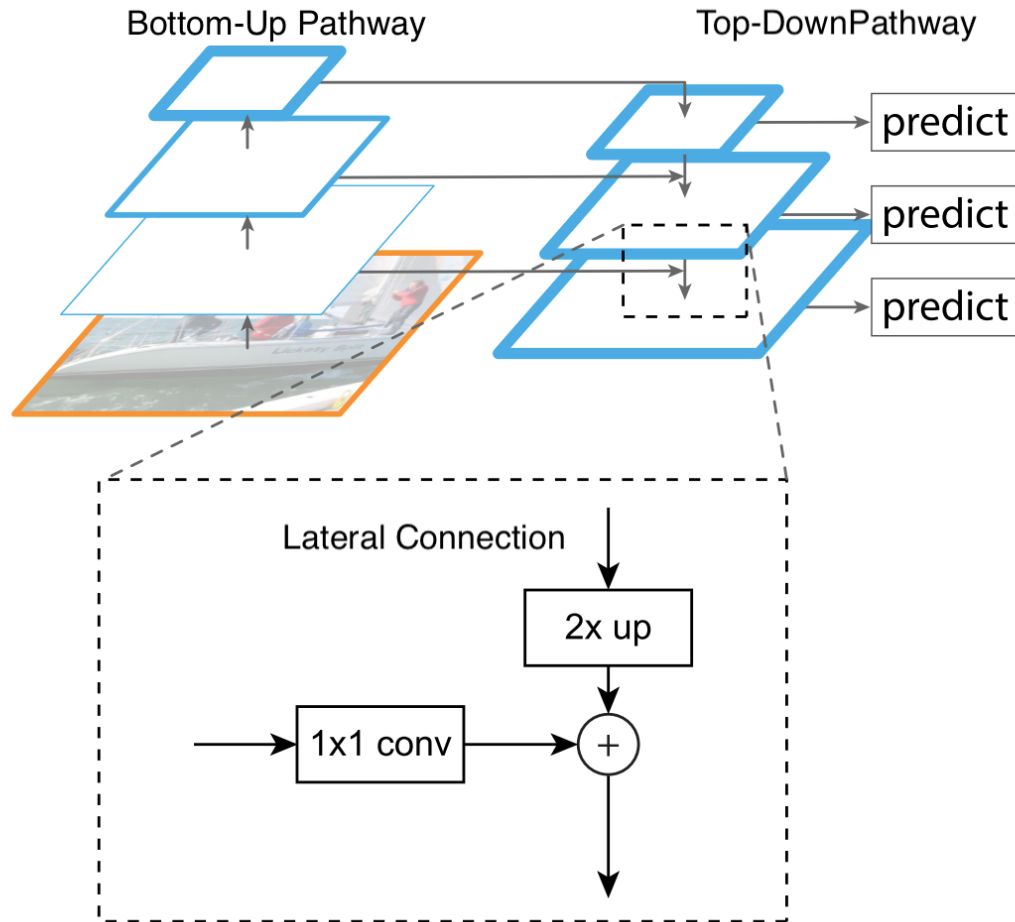 Bottom-Up Pathway
Top-DownPathway
predict
predict
predict
Lateral Connection
2x up
1x1 conv
+